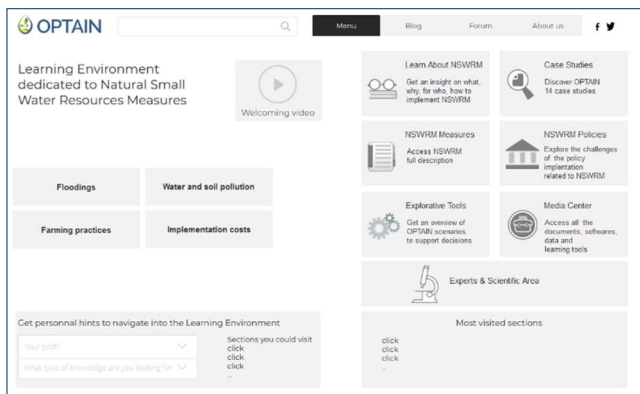 OPTAIN
Menu
Blog
Forum
About us
Learning Environment
dedicated to Natural Small
Water Resources Measures
Welcoming video
Floodings
Water and soil pollution
Farming practices
Implementation costs
Learn About NSWRM
Get an insight on what,
why, for who, how to
implement NSWRM
Case Studies
Discover OPTAIN
14 case studies
NSWRM Measures
Access NSWRM
full description
NSWRM Policies
Explore the challenges
of the policy
implentation
related to NSWRM
Explorative Tools
Get an overview of
OPTAIN scenarios
to support decisions
Media Center
Access all the
documents, softwares,
data and
learning tools
Experts & Scientific Area
Get personnal hints to navigate into the Learning Environment
Your profil
What type of knowledge are you looking for
Sections you could visit
click
click
click
...
Most visited sections
click
click
click
...